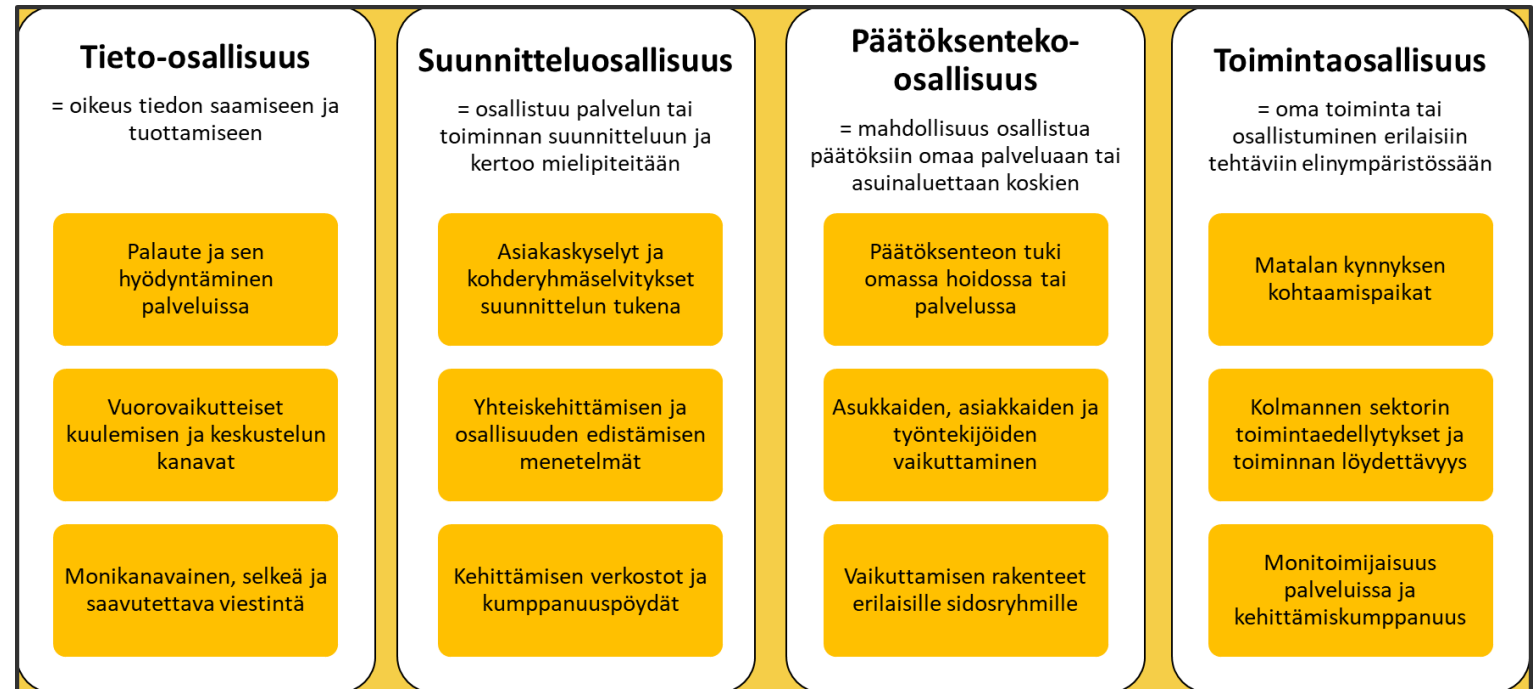 Tieto-osallisuus
= oikeus tiedon saamiseen ja
tuottamiseen
Palaute ja sen
hyödyntäminen
palveluissa
Vuorovaikutteiset
kuulemisen ja keskustelun
kanavat
Monikanavainen, selkeä ja
saavutettava viestintä
Suunnitteluosallisuus
= osallistuu palvelun tai
toiminnan suunnitteluun ja
kertoo mielipiteitään
Asiakaskyselyt ja
kohderyhmäselvitykset
suunnittelun tukena
Yhteiskehittämisen ja
osallisuuden edistämisen
menetelmät
Kehittämisen verkostot ja
kumppanuuspöydät
Päätöksenteko-
osallisuus
= mahdollisuus osallistua
päätöksiin omaa palveluaan tai
asuinaluettaan koskien
Päätöksenteon tuki
omassa hoidossa tai
palvelussa
Asukkaiden, asiakkaiden ja
työntekijöiden
vaikuttaminen
Vaikuttamisen rakenteet
erilaisille sidosryhmille
Toimintaosallisuus
= oma toiminta tai
osallistuminen erilaisiin
tehtäviin elinympäristössään
Matalan kynnyksen
kohtaamispaikat
Kolmannen sektorin
toimintaedellytykset ja
toiminnan löydettävyys
Monitoimijaisuus
palveluissa ja
kehittämiskumppanuus